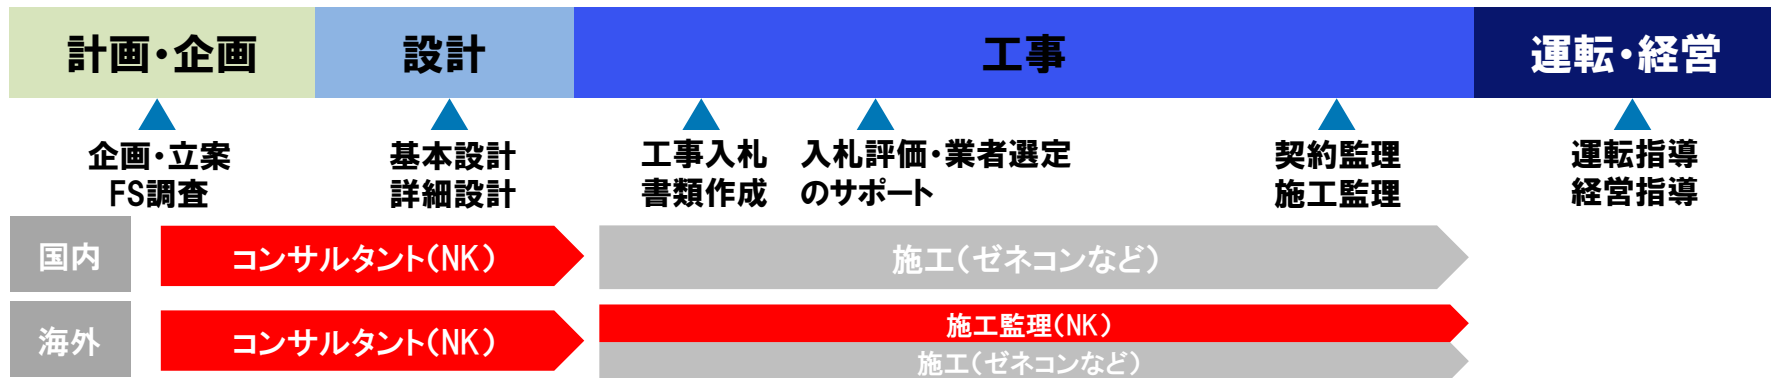 計画・企画
設計
工事
運転・経営
企画・立案
FS調査
基本設計
詳細設計
工事入札
書類作成
入札評価・業者選定
のサポート
契約監理
施工監理
運転指導
経営指導
国内
コンサルタント(NK)
施工(ゼネコンなど)
海外
コンサルタント(NK)
施工監理(NK)
施工(ゼネコンなど)